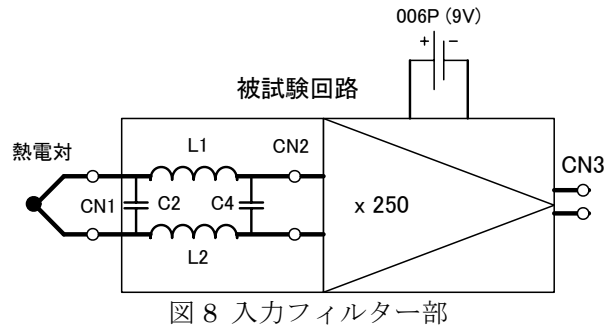 006P (9V)
+ −
被試験回路
熱電対
L1
CN2
CN3
CN1
C2
C4
x 250
L2
図 8 入力フィルター部